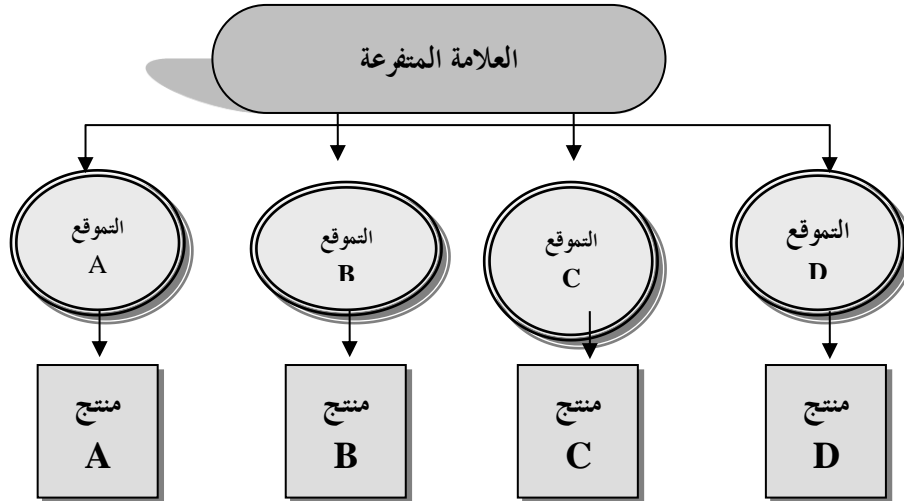 العلامة المتفرعة
التموقع
A
التموقع
B
التموقع
C
التموقع
D
منتج
A
منتج
B
منتج
C
منتج
D